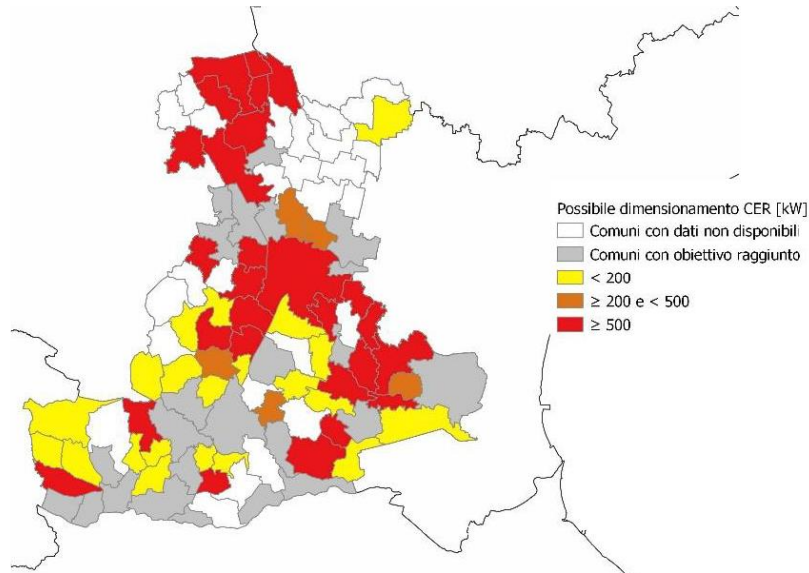 Possibile dimensionamento CER [kW]
Comuni con dati non disponibili
Comuni con obiettivo raggiunto
< 200
≥ 200 e < 500
≥ 500